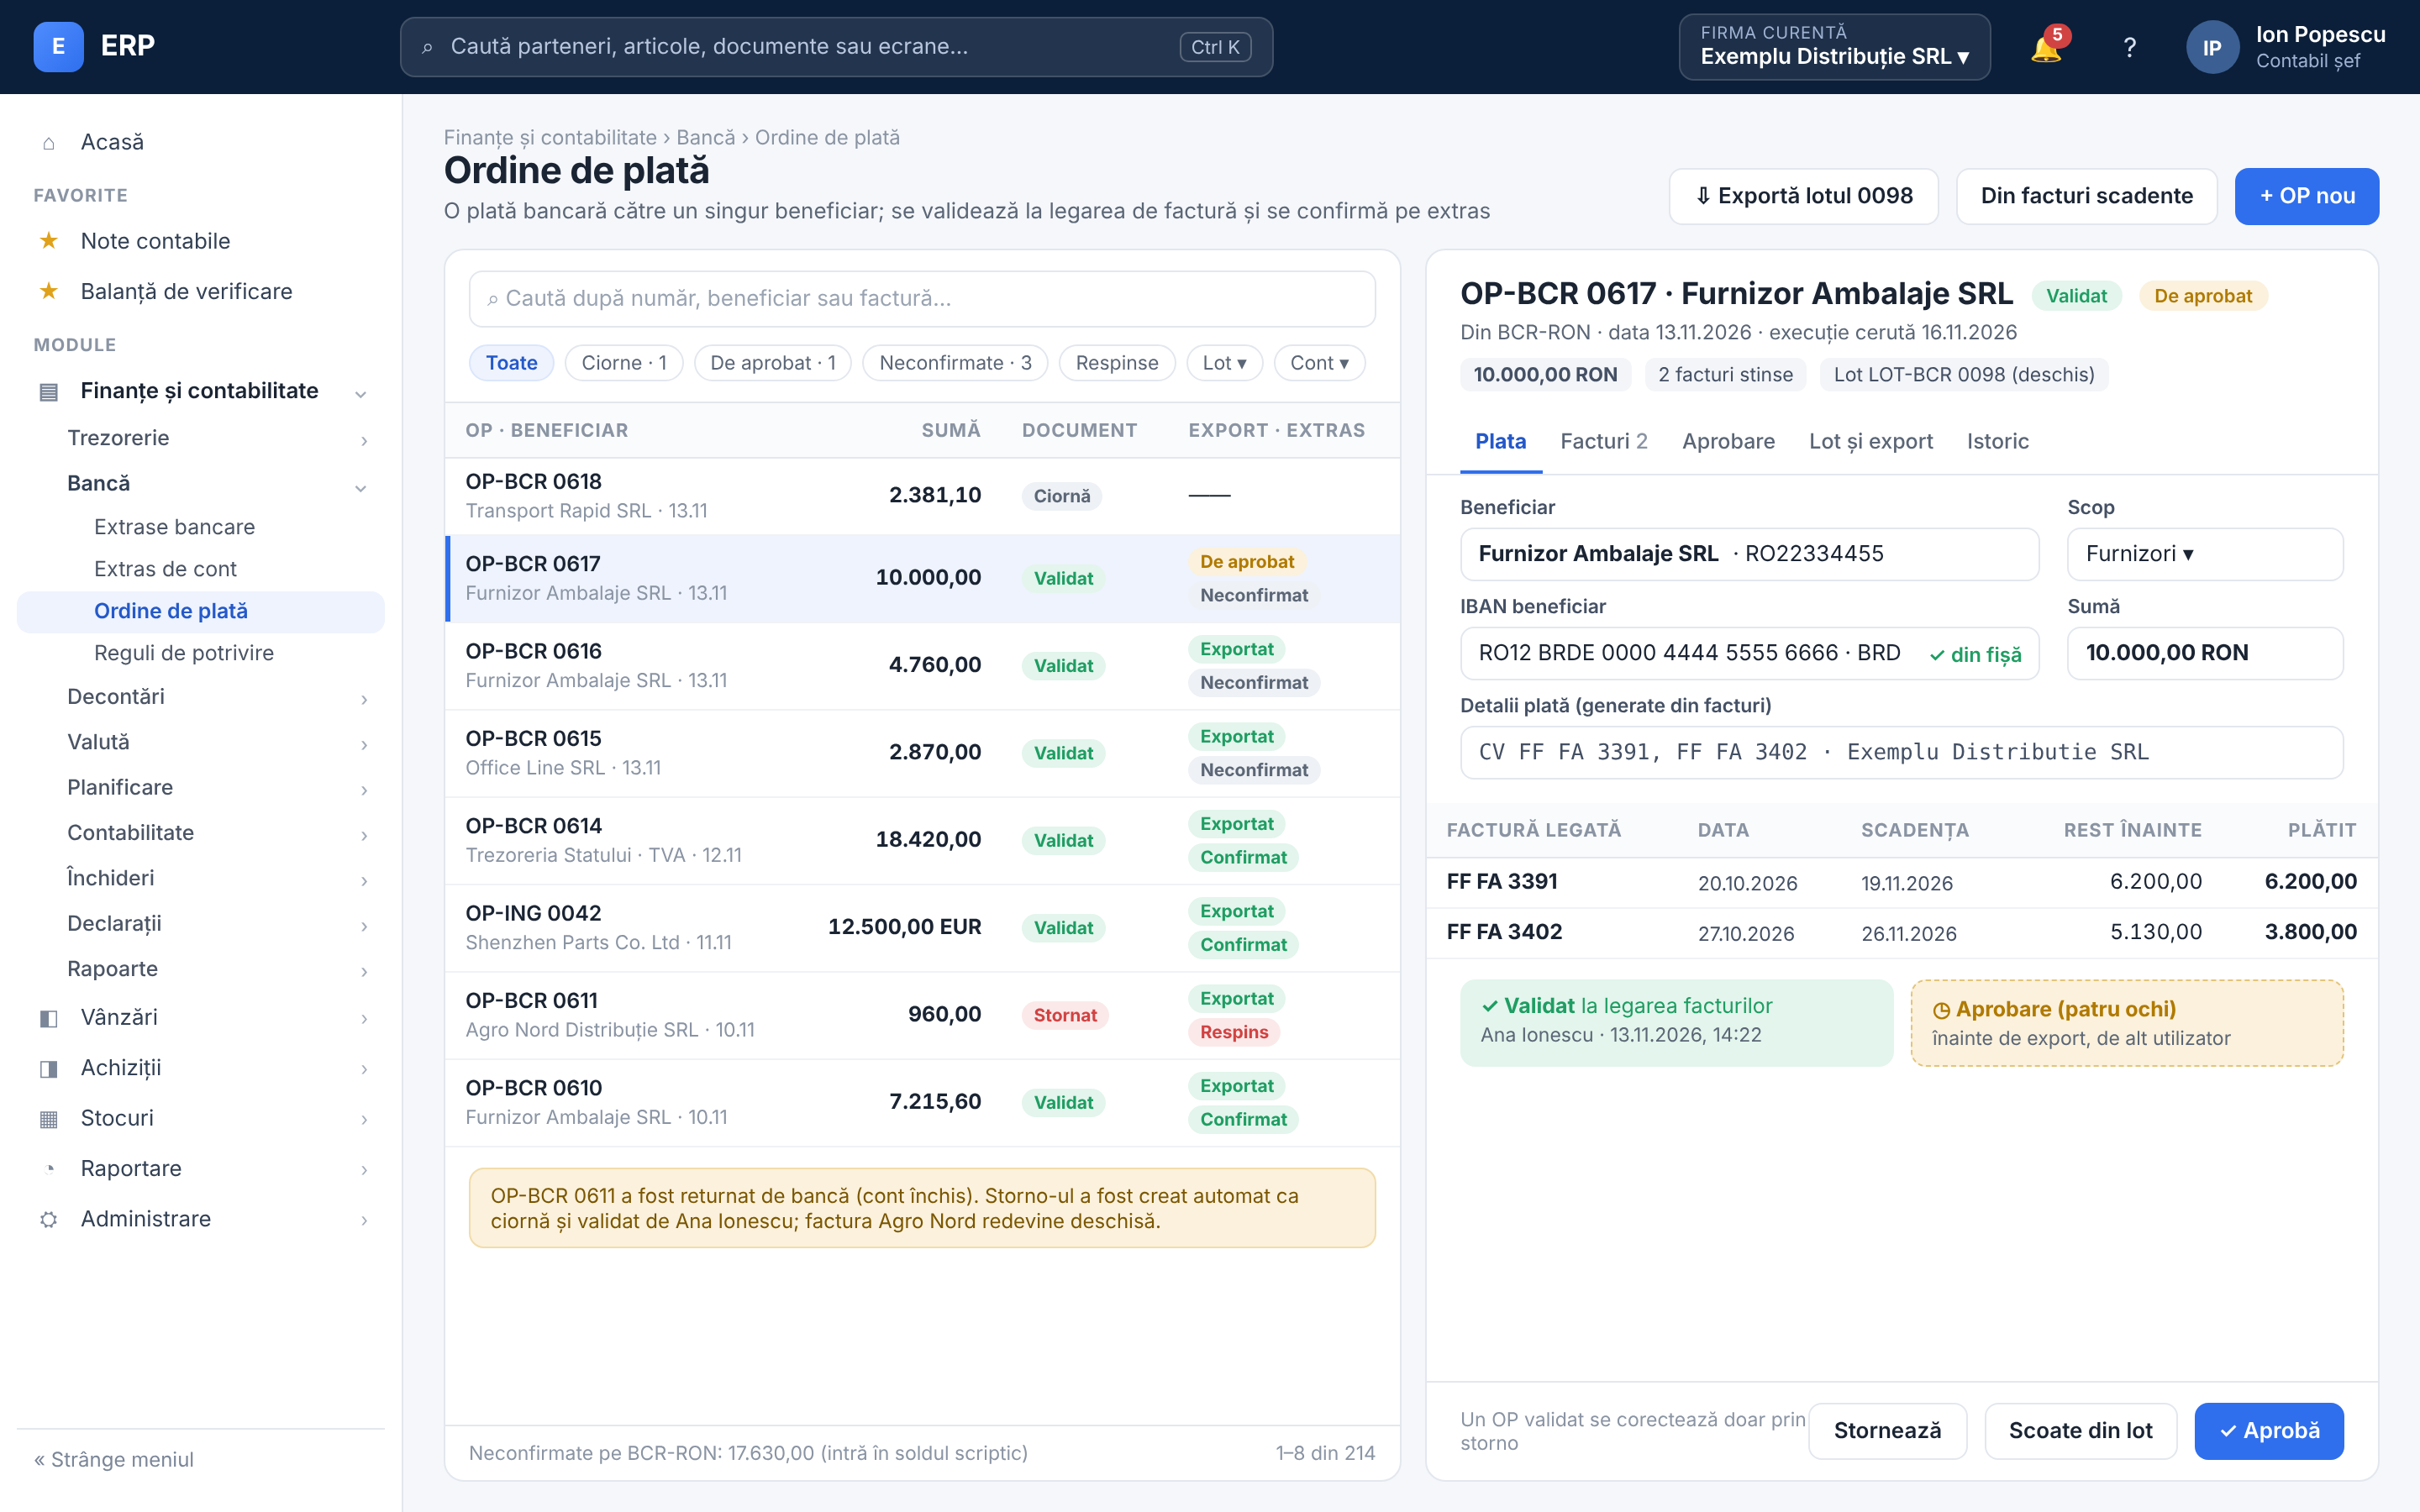 E ERP
Caută parteneri, articole, documente sau ecrane... Ctrl K
FIRMA CURENTĂ
Exemplu Distribuție SRL ▾
5
?
IP
Ion Popescu
Contabil șef
Acasă
FAVORITE
★ Note contabile
★ Balanță de verificare
MODULE
Finanțe și contabilitate
Trezorerie ›
Bancă
Extrase bancare
Extras de cont
Ordine de plată
Reguli de potrivire
Decontări ›
Valută ›
Planificare ›
Contabilitate ›
Închideri ›
Declarații ›
Rapoarte ›
Vânzări ›
Achiziții ›
Stocuri ›
Raportare ›
Administrare ›
« Strânge meniul
Finanțe și contabilitate › Bancă › Ordine de plată
Ordine de plată
O plată bancară către un singur beneficiar; se validează la legarea de factură și se confirmă pe extras
⇩ Exportă lotul 0098
Din facturi scadente
+ OP nou
Caută după număr, beneficiar sau factură...
Toate Ciorne · 1 De aprobat · 1 Neconfirmate · 3 Respinse Lot ▾ Cont ▾
OP · BENEFICIAR SUMĂ DOCUMENT EXPORT · EXTRAS
OP-BCR 0618 2.381,10 Ciornă ——
Transport Rapid SRL · 13.11
OP-BCR 0617 10.000,00 Validat De aprobat
Furnizor Ambalaje SRL · 13.11 Neconfirmat
OP-BCR 0616 4.760,00 Validat Exportat
Furnizor Ambalaje SRL · 13.11 Neconfirmat
OP-BCR 0615 2.870,00 Validat Exportat
Office Line SRL · 13.11 Neconfirmat
OP-BCR 0614 18.420,00 Validat Exportat
Trezoreria Statului · TVA · 12.11 Confirmat
OP-ING 0042 12.500,00 EUR Validat Exportat
Shenzhen Parts Co. Ltd · 11.11 Confirmat
OP-BCR 0611 960,00 Stornat Exportat
Agro Nord Distribuție SRL · 10.11 Respins
OP-BCR 0610 7.215,60 Validat Exportat
Furnizor Ambalaje SRL · 10.11 Confirmat
OP-BCR 0611 a fost returnat de bancă (cont închis). Storno-ul a fost creat automat ca
ciornă și validat de Ana Ionescu; factura Agro Nord redevine deschisă.
Neconfirmate pe BCR-RON: 17.630,00 (intră în soldul scriptic) 1–8 din 214
OP-BCR 0617 · Furnizor Ambalaje SRL Validat De aprobat
Din BCR-RON · data 13.11.2026 · execuție cerută 16.11.2026
10.000,00 RON 2 facturi stinse Lot LOT-BCR 0098 (deschis)
Plata Facturi 2 Aprobare Lot și export Istoric
Beneficiar Scop
Furnizor Ambalaje SRL · RO22334455 Furnizori ▾
IBAN beneficiar Sumă
RO12 BRDE 0000 4444 5555 6666 · BRD ✓ din fișă 10.000,00 RON
Detalii plată (generate din facturi)
CV FF FA 3391, FF FA 3402 · Exemplu Distributie SRL
FACTURĂ LEGATĂ DATA SCADENȚA REST ÎNAINTE PLĂTIT
FF FA 3391 20.10.2026 19.11.2026 6.200,00 6.200,00
FF FA 3402 27.10.2026 26.11.2026 5.130,00 3.800,00
✓ Validat la legarea facturilor
Ana Ionescu · 13.11.2026, 14:22
◷ Aprobare (patru ochi)
înainte de export, de alt utilizator
Un OP validat se corectează doar prin
storno
Stornează
Scoate din lot
✓ Aprobă